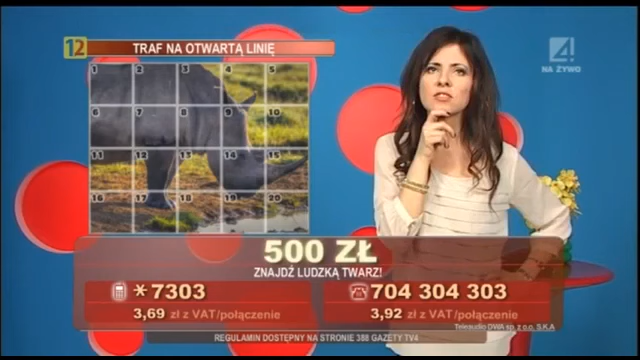 12
TRAF NA OTWARTĄ LINIĘ
4
NA ŻYWO
1 2 3 4 5
6 7 8 9 10
11 12 13 14 15
16 17 18 19 20
500 ZŁ
ZNAJDŹ LUDZKĄ TWARZ!
*7303
704 304 303
3,69 zł z VAT/połączenie
3,92 zł z VAT/połączenie
Teleaudio DWA sp. z o.o. S.K.A
REGULAMIN DOSTĘPNY NA STRONIE 388 GAZETY TV4